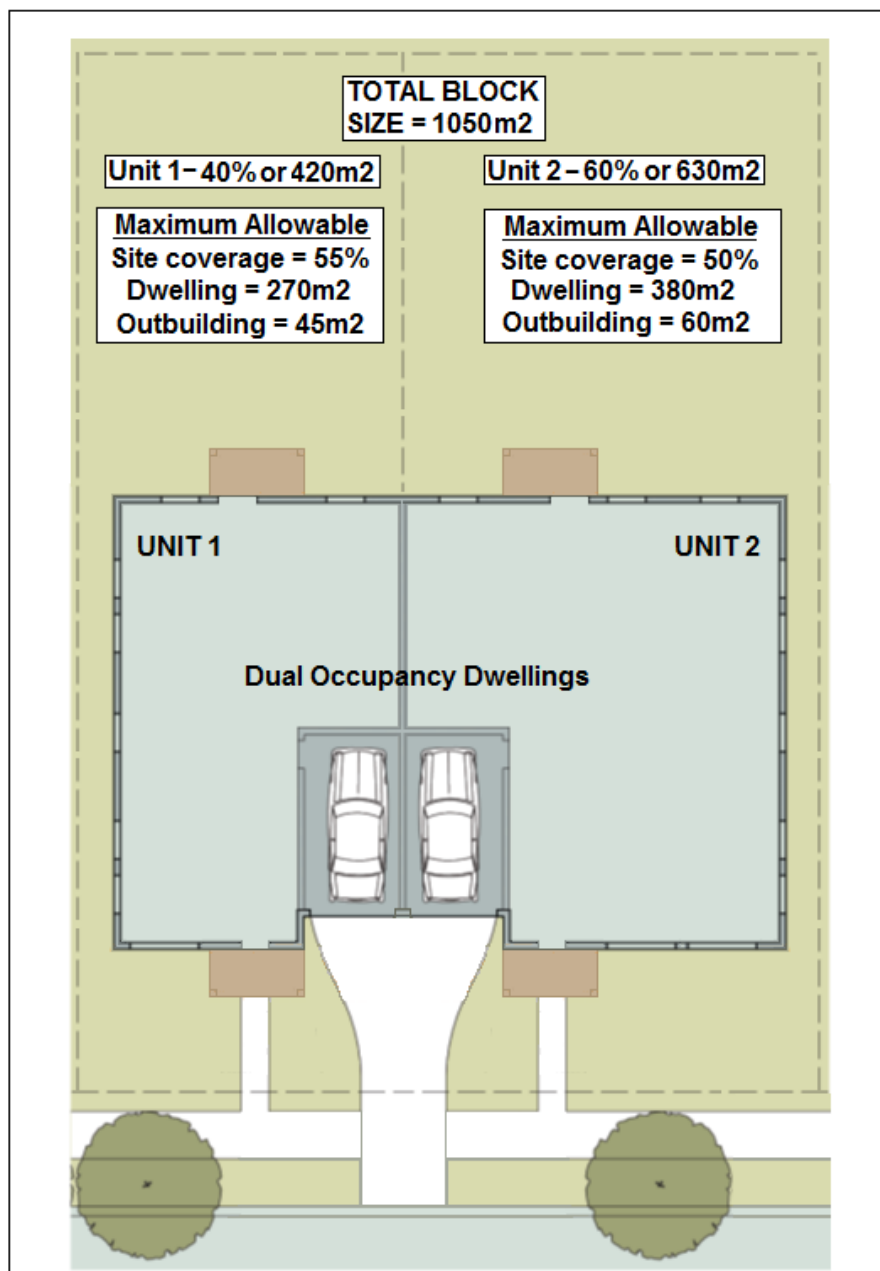 TOTAL BLOCK
SIZE = 1050m2
Unit 1– 40% or 420m2
Unit 2 – 60% or 630m2
Maximum Allowable
Site coverage = 55%
Dwelling = 270m2
Outbuilding = 45m2
Maximum Allowable
Site coverage = 50%
Dwelling = 380m2
Outbuilding = 60m2
UNIT 1
UNIT 2
Dual Occupancy Dwellings